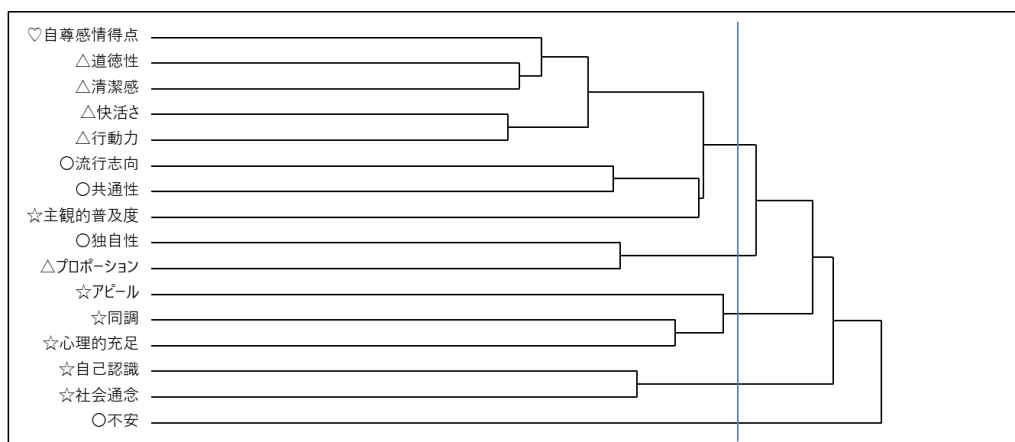 ♡自尊感情得点
△道徳性
△清潔感
△快活さ
△行動力
○流行志向
○共通性
☆主観的普及度
○独自性
△プロポーション
☆アピール
☆同調
☆心理的充足
☆自己認識
☆社会通念
○不安